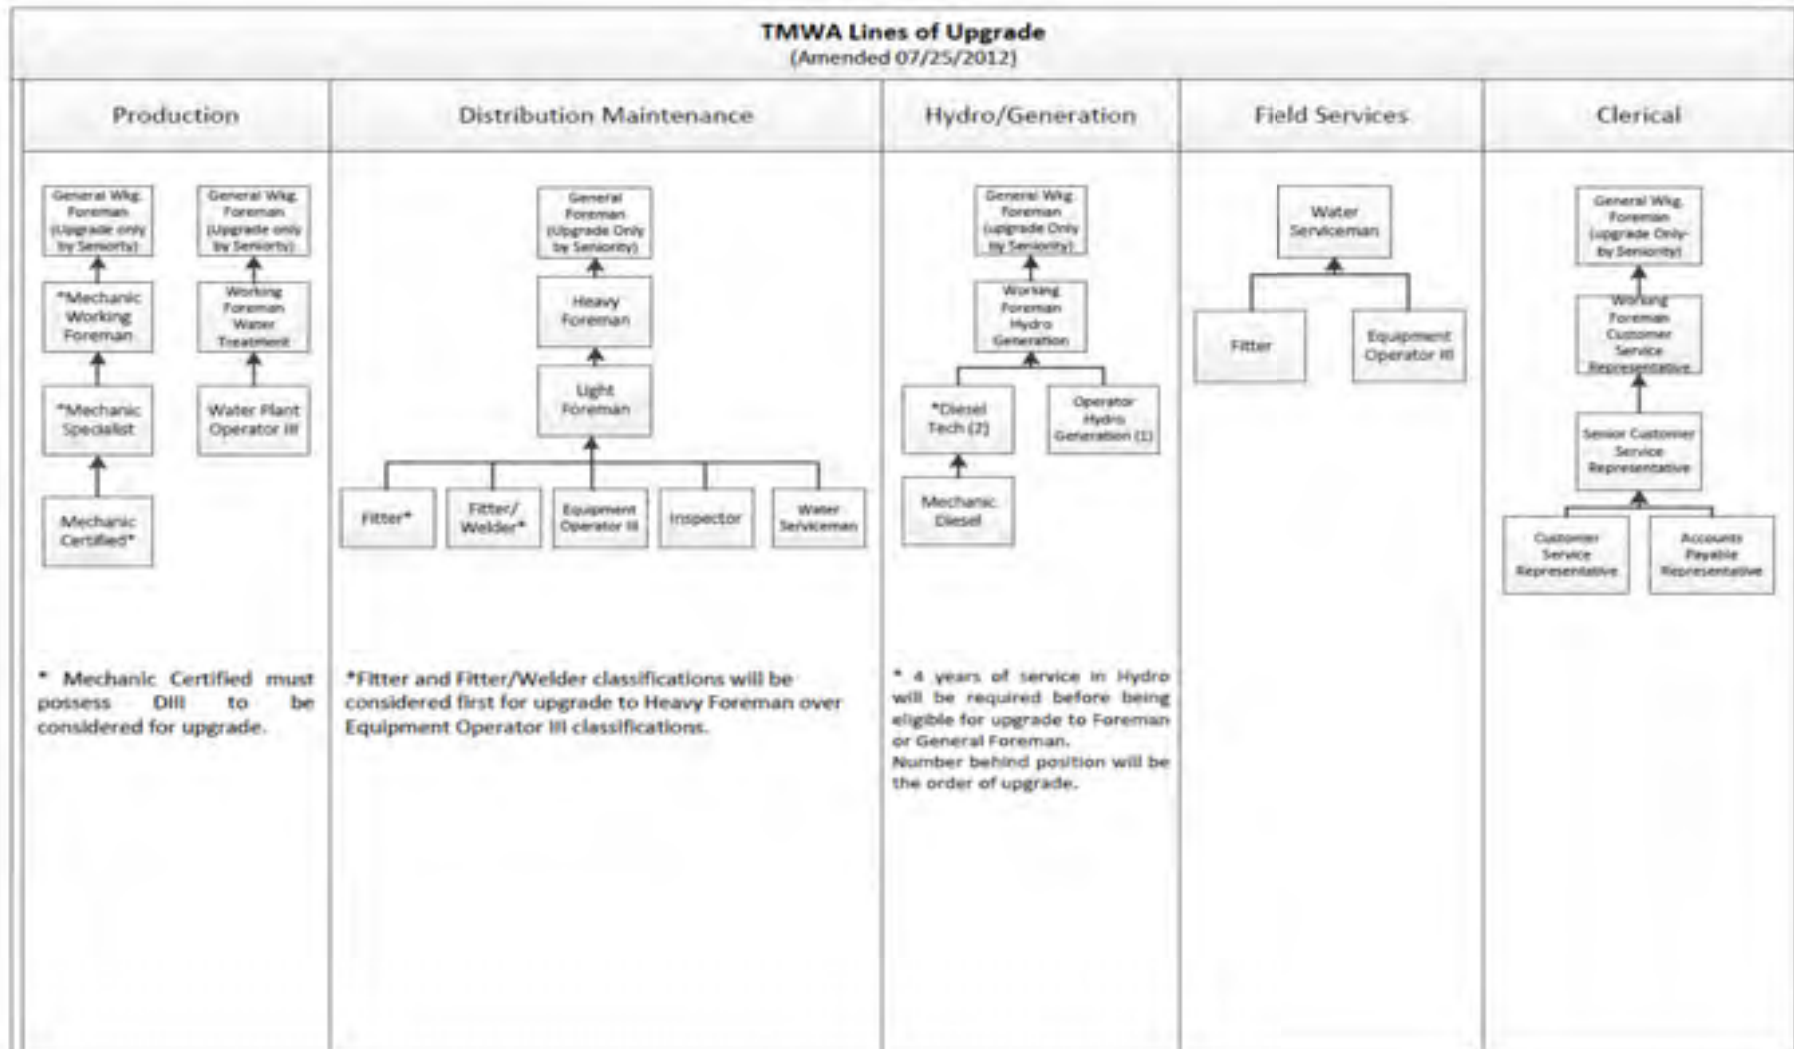 TMWA Lines of Upgrade
(Amended 07/25/2012)
Production
Distribution Maintenance
Hydro/Generation
Field Services
Clerical
General Wkg.
Foreman
(Upgrade only
by Seniorty)
*Mechanic
Working
Foreman
*Mechanic
Specialist
Mechanic
Certified*
General Wkg.
Foreman
(Upgrade only
by Seniorty)
Working
Foreman
Water
Treatment
Water Plant
Operator III
* Mechanic Certified must
possess DIII to be
considered for upgrade.
General
Foreman
(Upgrade Only
by Seniority)
Heavy
Foreman
Light
Foreman
Fitter*
Fitter/
Welder*
Equipment
Operator III
Inspector
Water
Serviceman
*Fitter and Fitter/Welder classifications will be
considered first for upgrade to Heavy Foreman over
Equipment Operator III classifications.
General Wkg.
Foreman
(upgrade Only
by Seniority)
Working
Foreman
Hydro
Generation
*Diesel
Tech (2)
Operator
Hydro
Generation (1)
Mechanic
Diesel
* 4 years of service in Hydro
will be required before being
eligible for upgrade to Foreman
or General Foreman.
Number behind position will be
the order of upgrade.
Water
Serviceman
Fitter
Equipment
Operator III
General Wkg.
Foreman
(upgrade Only-
by Seniority)
Working
Foreman
Customer
Service
Representative
Senior Customer
Service
Representative
Customer
Service
Representative
Accounts
Payable
Representative